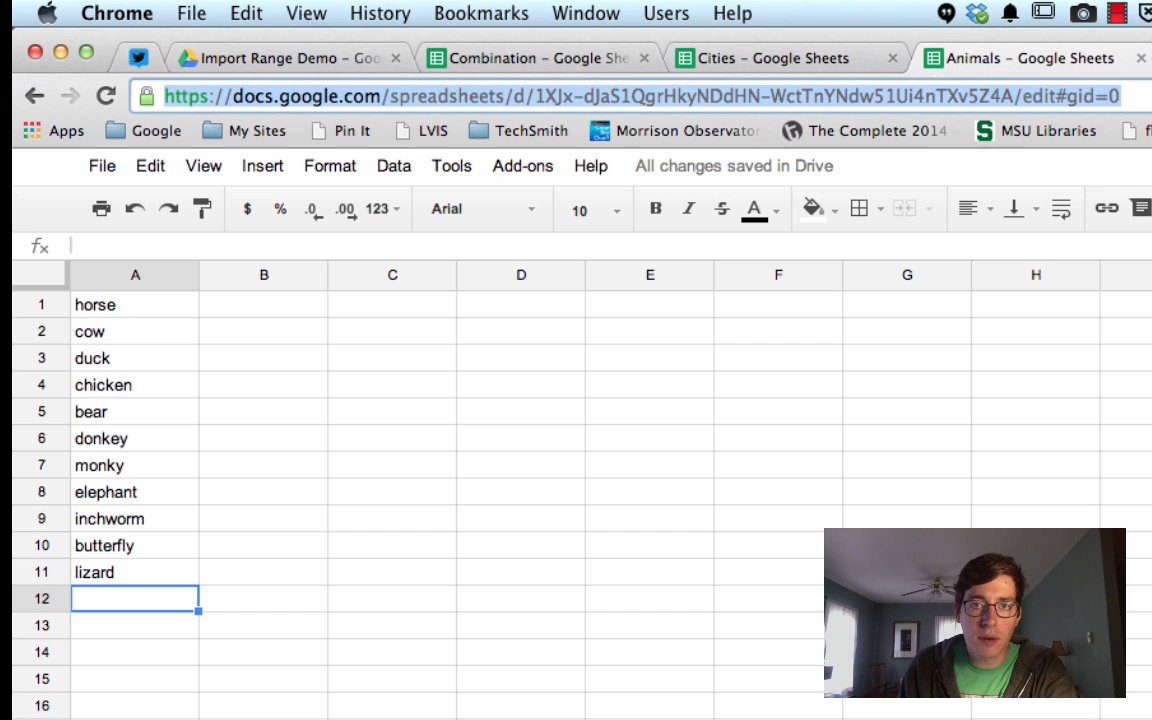 Chrome File Edit View History Bookmarks Window Users Help
Import Range Demo - Goo × Combination - Google She × Cities - Google Sheets × Animals - Google Sheets ×
https://docs.google.com/spreadsheets/d/1XJx-dJaS1QgrHkyNDdHN-WctTnYNdw51Ui4nTXv5Z4A/edit#gid=0
Apps Google My Sites Pin It LVIS TechSmith Morrison Observator The Complete 2014 MSU Libraries fl
File Edit View Insert Format Data Tools Add-ons Help All changes saved in Drive
$ % .0 .00 123 Arial 10 B I S A
fx
A B C D E F G H
1 horse
2 cow
3 duck
4 chicken
5 bear
6 donkey
7 monky
8 elephant
9 inchworm
10 butterfly
11 lizard
12
13
14
15
16